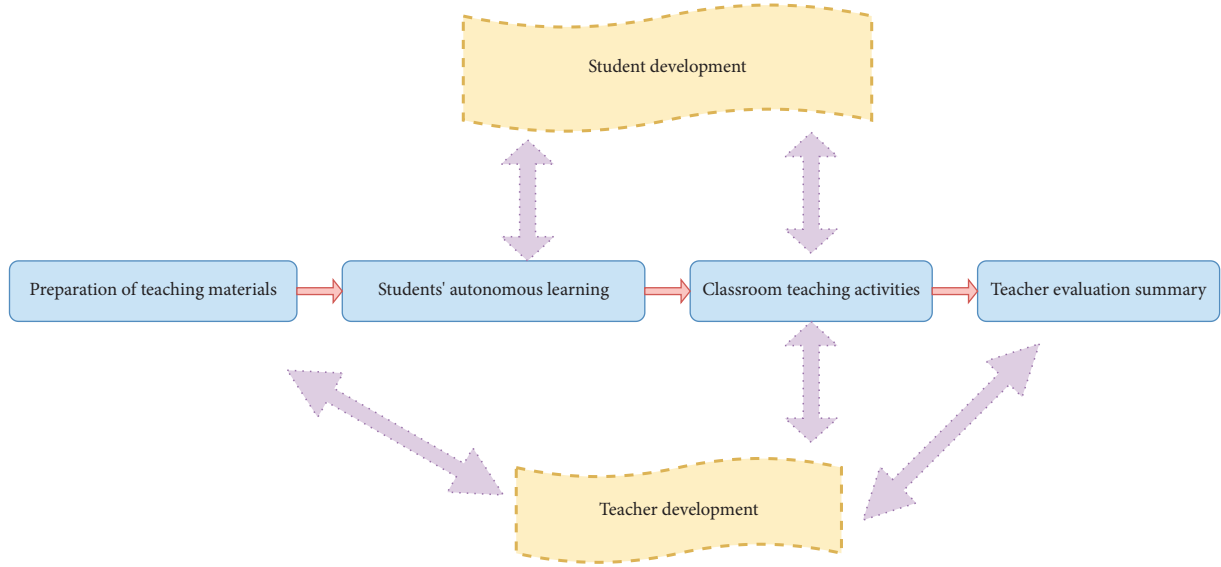 Student development
Preparation of teaching materials
Students' autonomous learning
Classroom teaching activities
Teacher evaluation summary
Teacher development